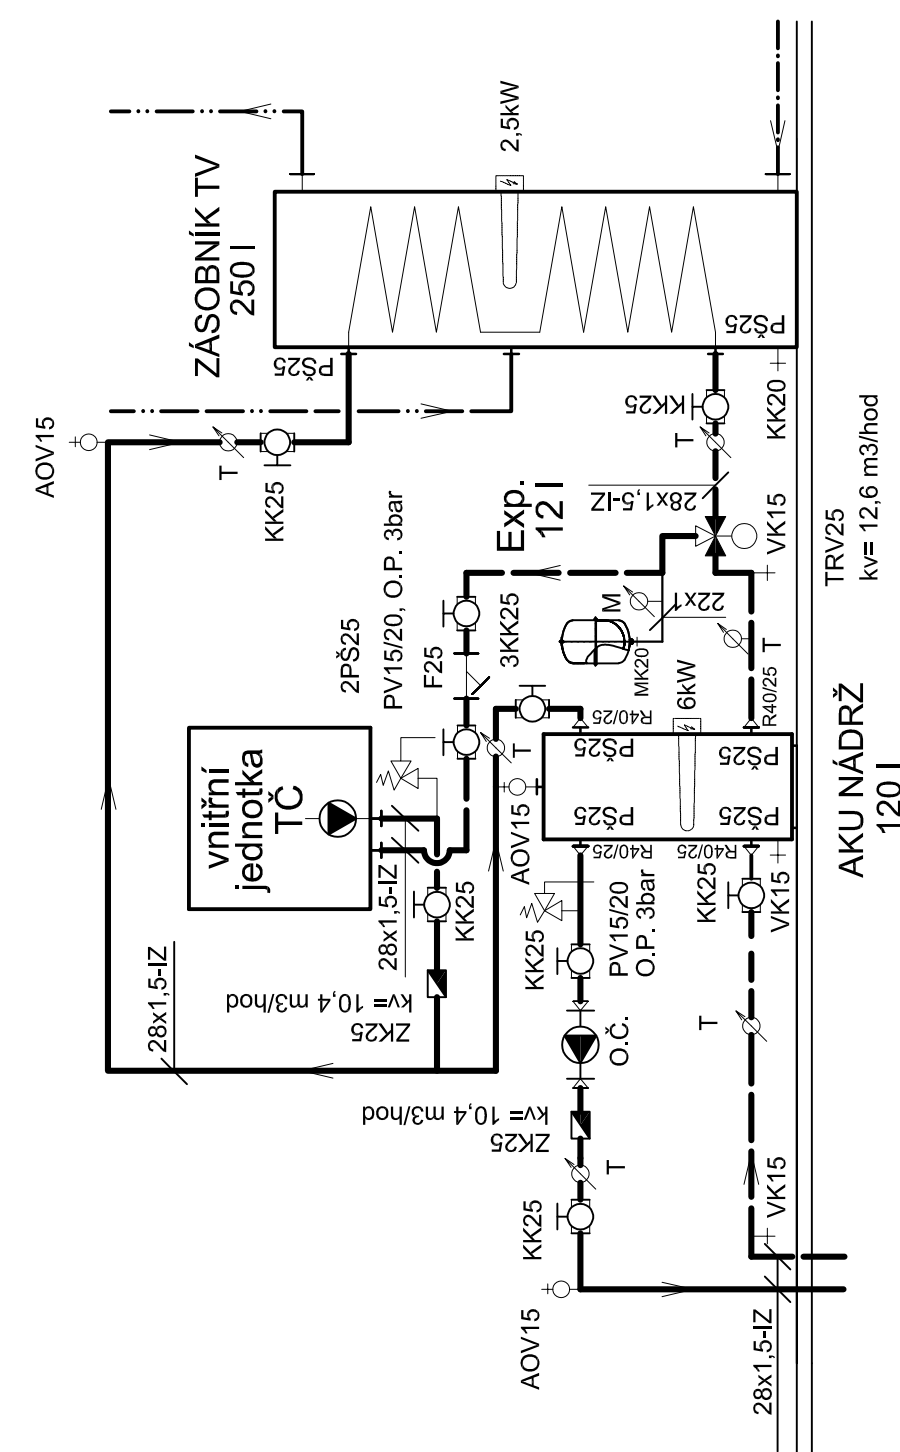 ZÁSOBNÍK TV
250 l
2,5kW
PŠ25
PŠ25
AOV15
T
KK25
KK25
T
KK20
28x1,5-IZ
Exp.
12 l
VK15
TRV25
kv= 12,6 m3/hod
2PŠ25
PV15/20, O.P. 3bar
F25
3KK25
M
22x1
MK20
T
vnitřní
jednotka
TČ
28x1,5-IZ
KK25
T
R40/25
6kW
R40/25
AOV15
PŠ25
PŠ25
PŠ25
PŠ25
AKU NÁDRŽ
120 l
R40/25
R40/25
KK25
VK15
28x1,5-IZ
kv= 10,4 m3/hod
ZK25
KK25
PV15/20
O.P. 3bar
O.Č.
T
kv= 10,4 m3/hod
ZK25
T
KK25
VK15
AOV15
28x1,5-IZ